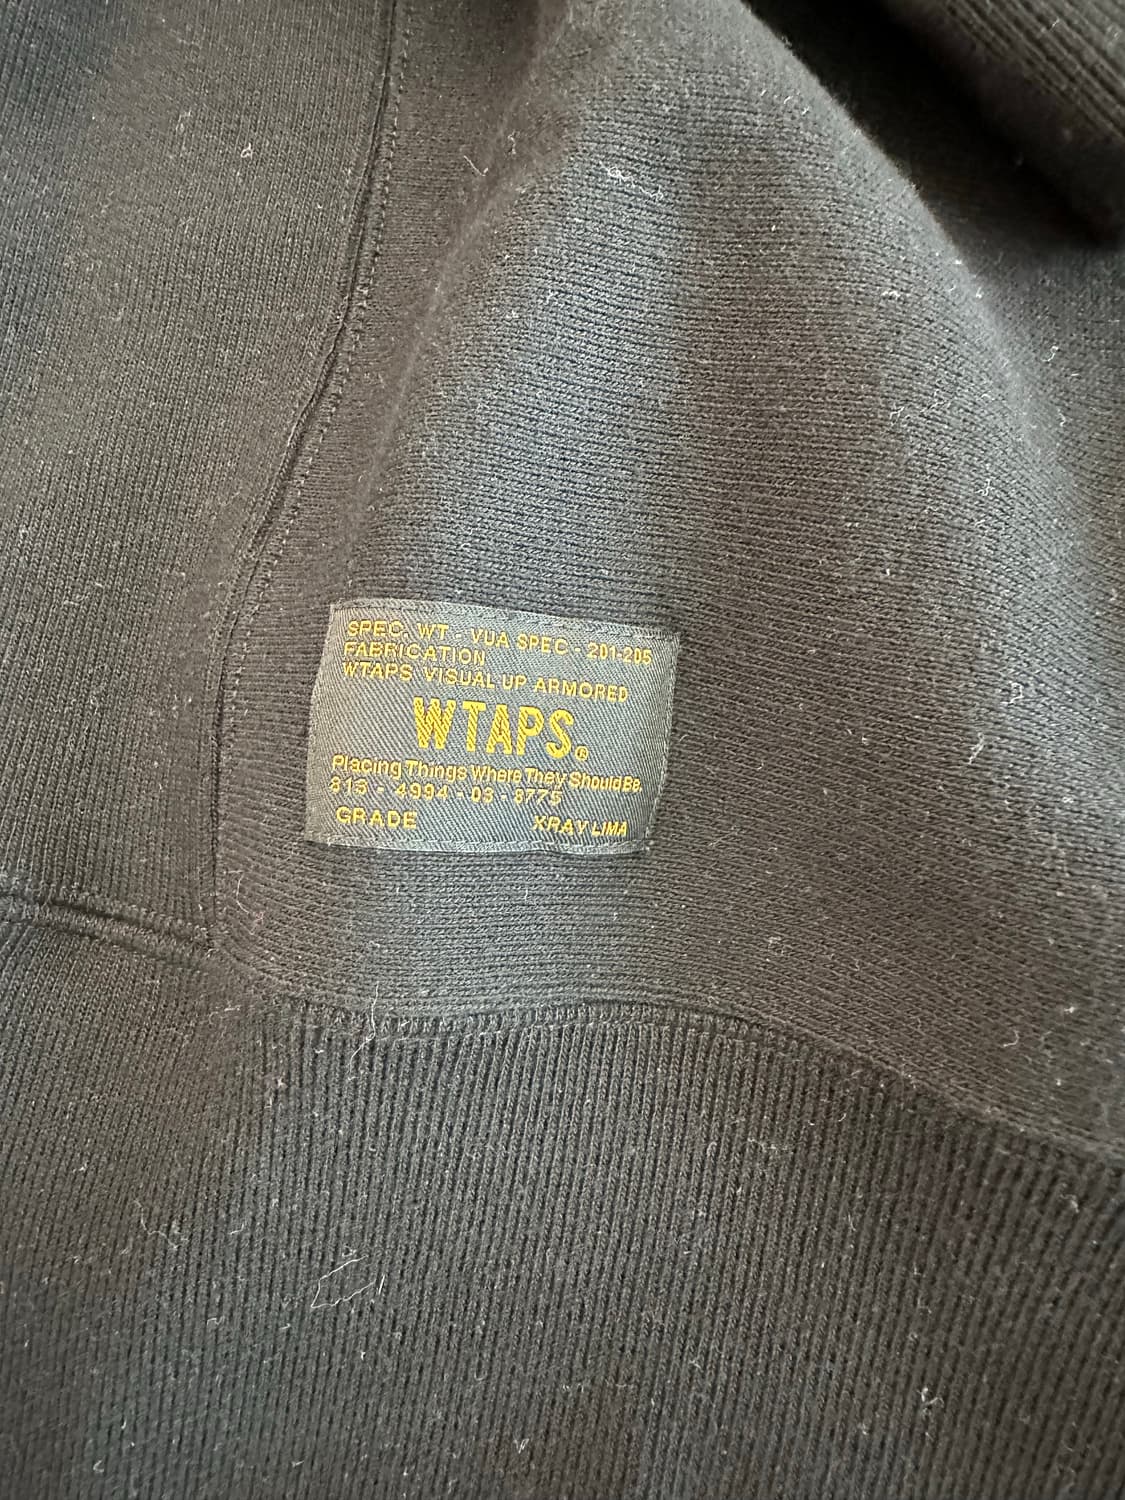 SPEC. WT - VUA SPEC - 201-205
FABRICATION
WTAPS VISUAL UP ARMORED
WTAPS®
Placing Things Where They Should Be.
813 - 4994 - 03 - 8775
GRADE XRAY LIMA